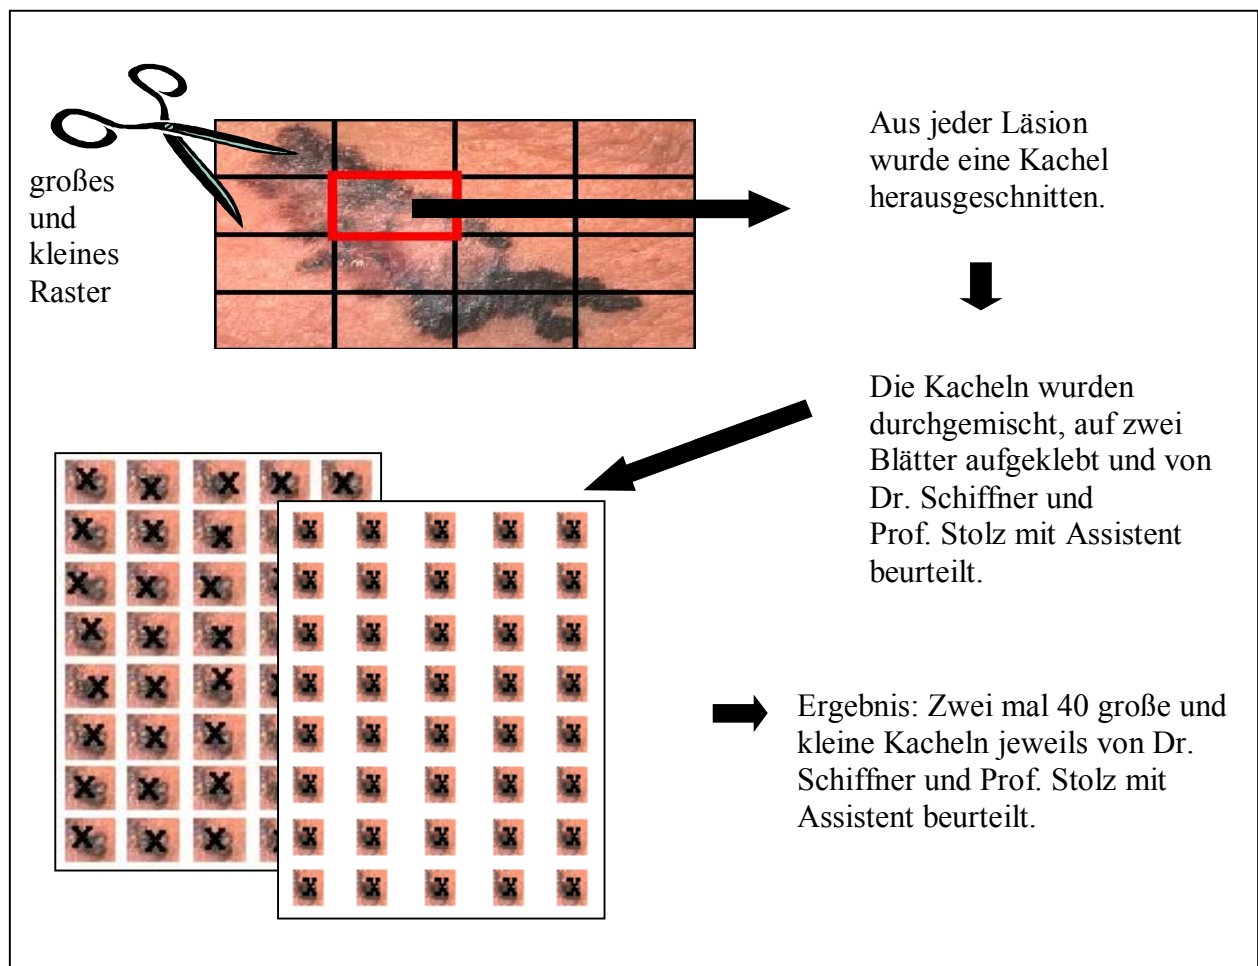 großes
und
kleines
Raster
Aus jeder Läsion
wurde eine Kachel
herausgeschnitten.
Die Kacheln wurden
durchgemischt, auf zwei
Blätter aufgeklebt und von
Dr. Schiffner und
Prof. Stolz mit Assistent
beurteilt.
x x x x x
x x x
x x x
x x x
x x x
x x x
x x x
x x x
x x x x x
x x x x x
x x x x x
x x x x x
x x x x x
x x x x x
x x x x x
x x x x x
Ergebnis: Zwei mal 40 große und
kleine Kacheln jeweils von Dr.
Schiffner und Prof. Stolz mit
Assistent beurteilt.